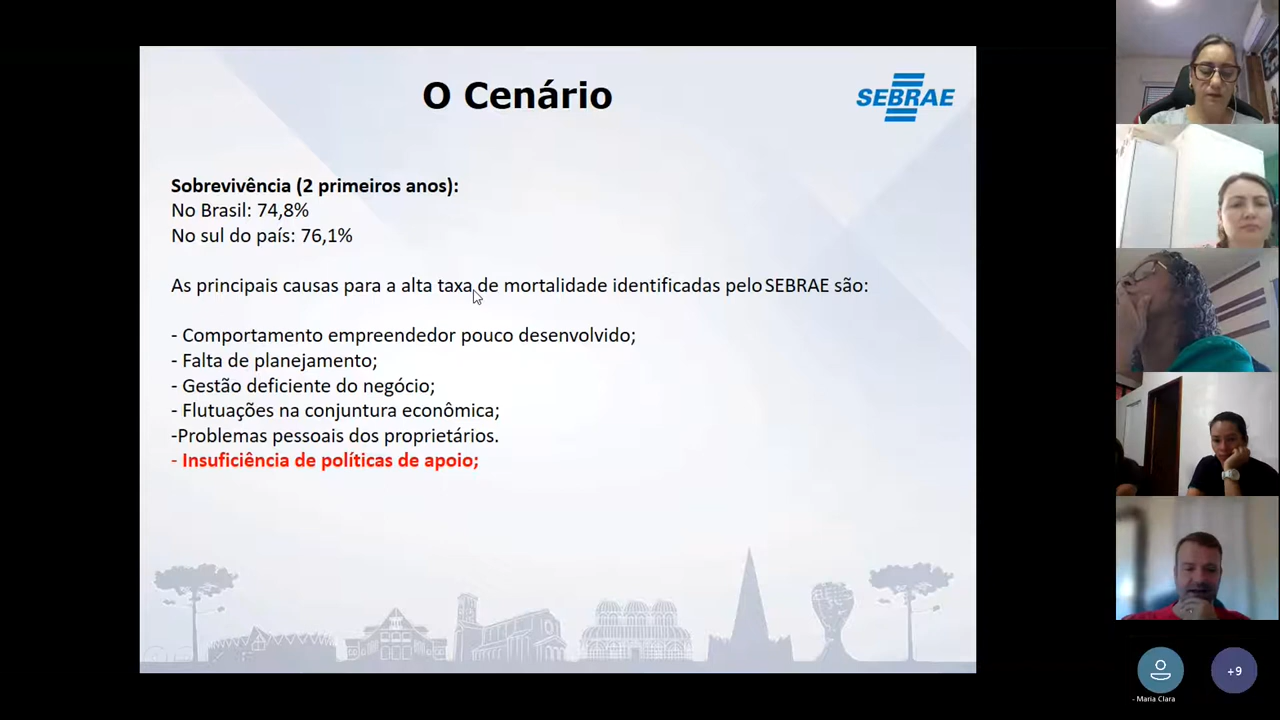 O Cenário
SEBRAE
Sobrevivência (2 primeiros anos):
No Brasil: 74,8%
No sul do país: 76,1%
As principais causas para a alta taxa de mortalidade identificadas pelo SEBRAE são:
- Comportamento empreendedor pouco desenvolvido;
- Falta de planejamento;
- Gestão deficiente do negócio;
- Flutuações na conjuntura econômica;
-Problemas pessoais dos proprietários.
- Insuficiência de políticas de apoio;
+9
- Maria Clara